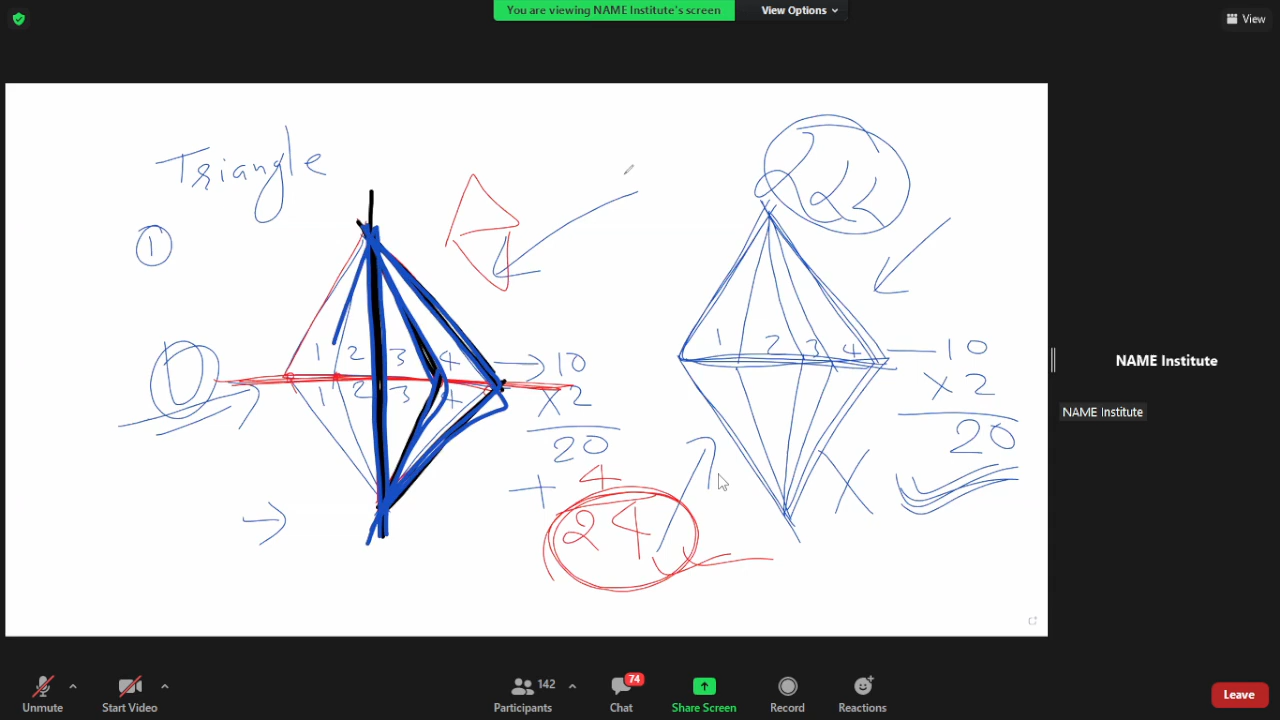 You are viewing NAME Institute's screen
View Options
View
Triangle
1
1 2 3 4
1 2 3 4
10
x2
20
+ 4
24
1 2 3 4
10
x2
20
NAME Institute
NAME Institute
Unmute
Start Video
142
Participants
74
Chat
Share Screen
Record
Reactions
Leave